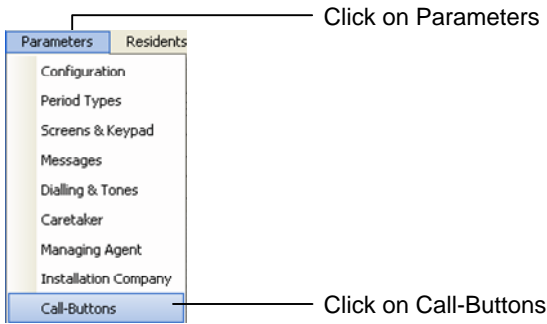 Click on Parameters
Parameters Residents
Configuration
Period Types
Screens & Keypad
Messages
Dialling & Tones
Caretaker
Managing Agent
Installation Company
Call-Buttons
Click on Call-Buttons